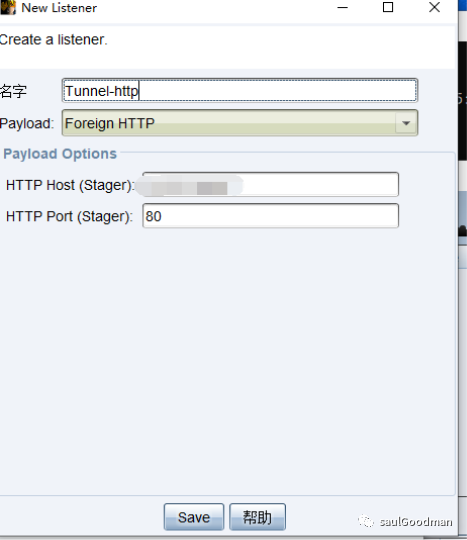 New Listener
Create a listener.
名字 Tunnel-http
Payload: Foreign HTTP
Payload Options
HTTP Host (Stager):
HTTP Port (Stager): 80
Save 帮助
saulGoodman